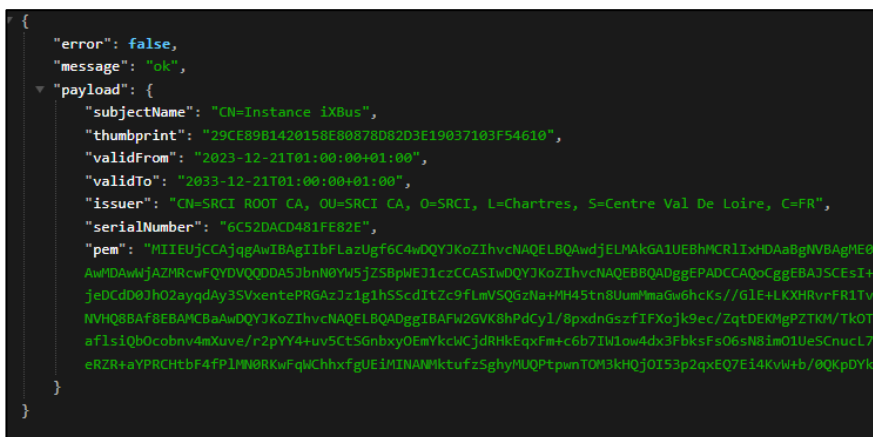 {
"error": false,
"message": "ok",
"payload": {
"subjectName": "CN=Instance iXBus",
"thumbprint": "29CE89B1420158E80878D82D3E19037103F54610",
"validFrom": "2023-12-21T01:00:00+01:00",
"validTo": "2033-12-21T01:00:00+01:00",
"issuer": "CN=SRCI ROOT CA, OU=SRCI CA, O=SRCI, L=Chartres, S=Centre Val De Loire, C=FR",
"serialNumber": "6C52DACD481FE82E",
"pem": "MIIEUjCCAjqgAwIBAgIIbFLazUgf6C4wDQYJKoZIhvcNAQELBQAwdjELMAkGA1UEBhMCRlIxHDAaBgNVBAgME0
AwMDAwWjAZMRcwFQYDVQQDDA5JbnN0YW5jZSBpWEJ1czCCASIwDQYJKoZIhvcNAQEBBQADggEPADCCAQoCggEBAJSCEsI+
jeDCdD0JhO2ayqdAy3SVxentePRGAzJz1g1hSScdItZc9fLmVSQGzNa+MH45tn8UumMmaGw6hcKs//GlE+LKXHRvrFR1Tv
NVHQ8BAf8EBAMCBaAwDQYJKoZIhvcNAQELBQADggIBAFW2GVK8hPdCyl/8pxdnGszfIFXojk9ec/ZqtDEKMgPZTKM/TkOT
aflsiQbOcobnv4mXuve/r2pYY4+uv5CtSGnbxyOEmYkcWCjdRHkEqxFm+c6b7IW1ow4dx3FbksFsO6sN8imO1UeSCnucL7
eRZR+aYPRCHtbF4fPlMN0RKwFqWChhxfgUEiMINANMktufzSghyMUQPtpwnTOM3kHQjOI53p2qxEQ7Ei4KvW+b/0QKpDYk
}
}